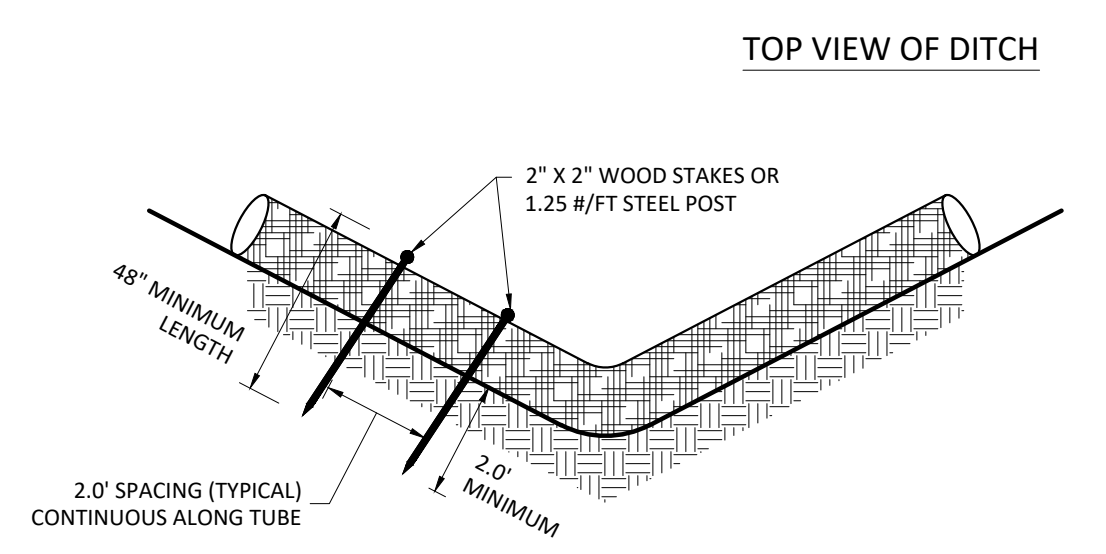 TOP VIEW OF DITCH
2" X 2" WOOD STAKES OR
1.25 #/FT STEEL POST
48" MINIMUM
LENGTH
2.0'
MINIMUM
2.0' SPACING (TYPICAL)
CONTINUOUS ALONG TUBE